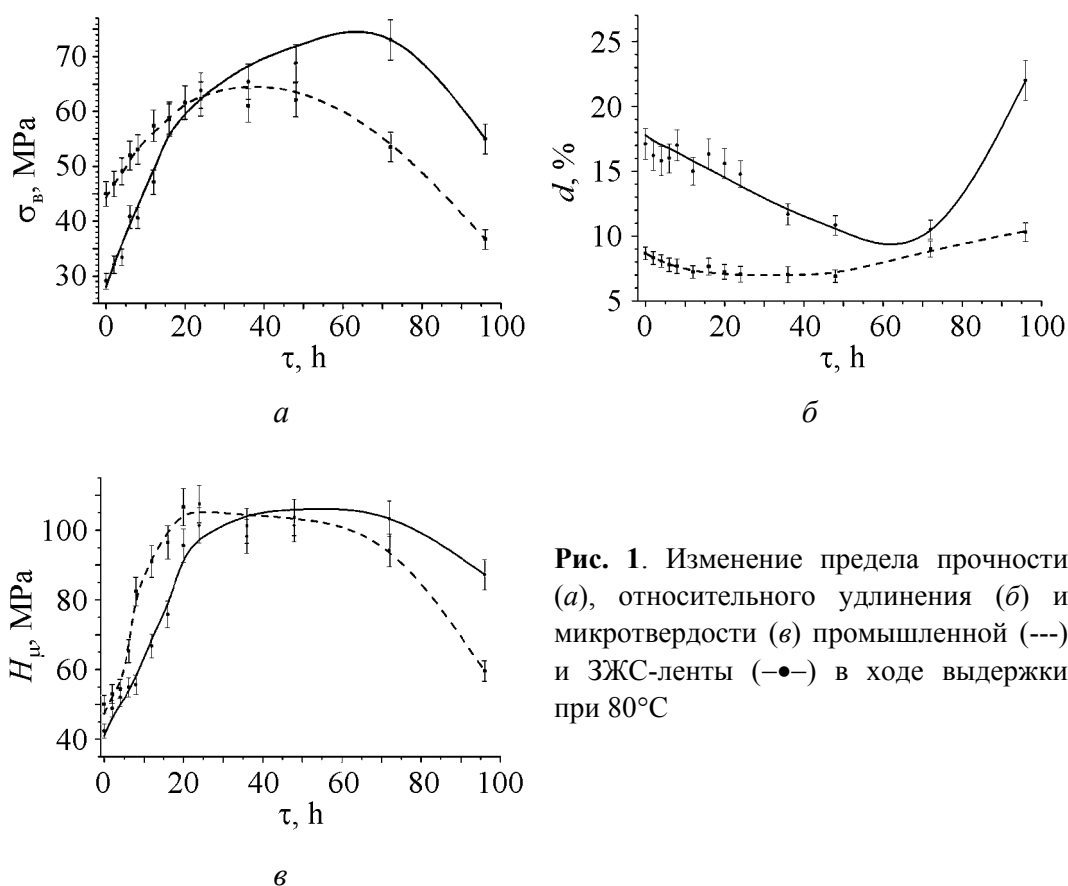 70
60
50
40
30
σв, MPa
0 20 40 60 80 100
τ, h
а
25
20
15
10
5
d, %
0 20 40 60 80 100
τ, h
б
100
80
60
40
Hμ, MPa
0 20 40 60 80 100
τ, h
в
Рис. 1. Изменение предела прочности
(а), относительного удлинения (б) и
микротвердости (в) промышленной (---)
и ЗЖС-ленты (–●–) в ходе выдержки
при 80°С